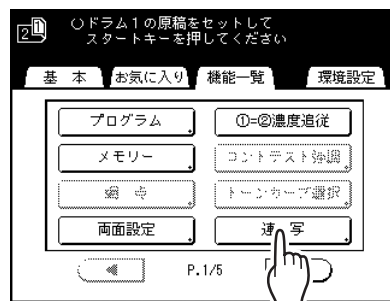 2 1 ○ドラム1の原稿をセットして
スタートキーを押してください
基 本 お気に入り 機能一覧 環境設定
プログラム ①=②濃度追従
メモリー コントラスト強調
網 点 トーンカーブ選択
両面設定 連 写
P.1/5